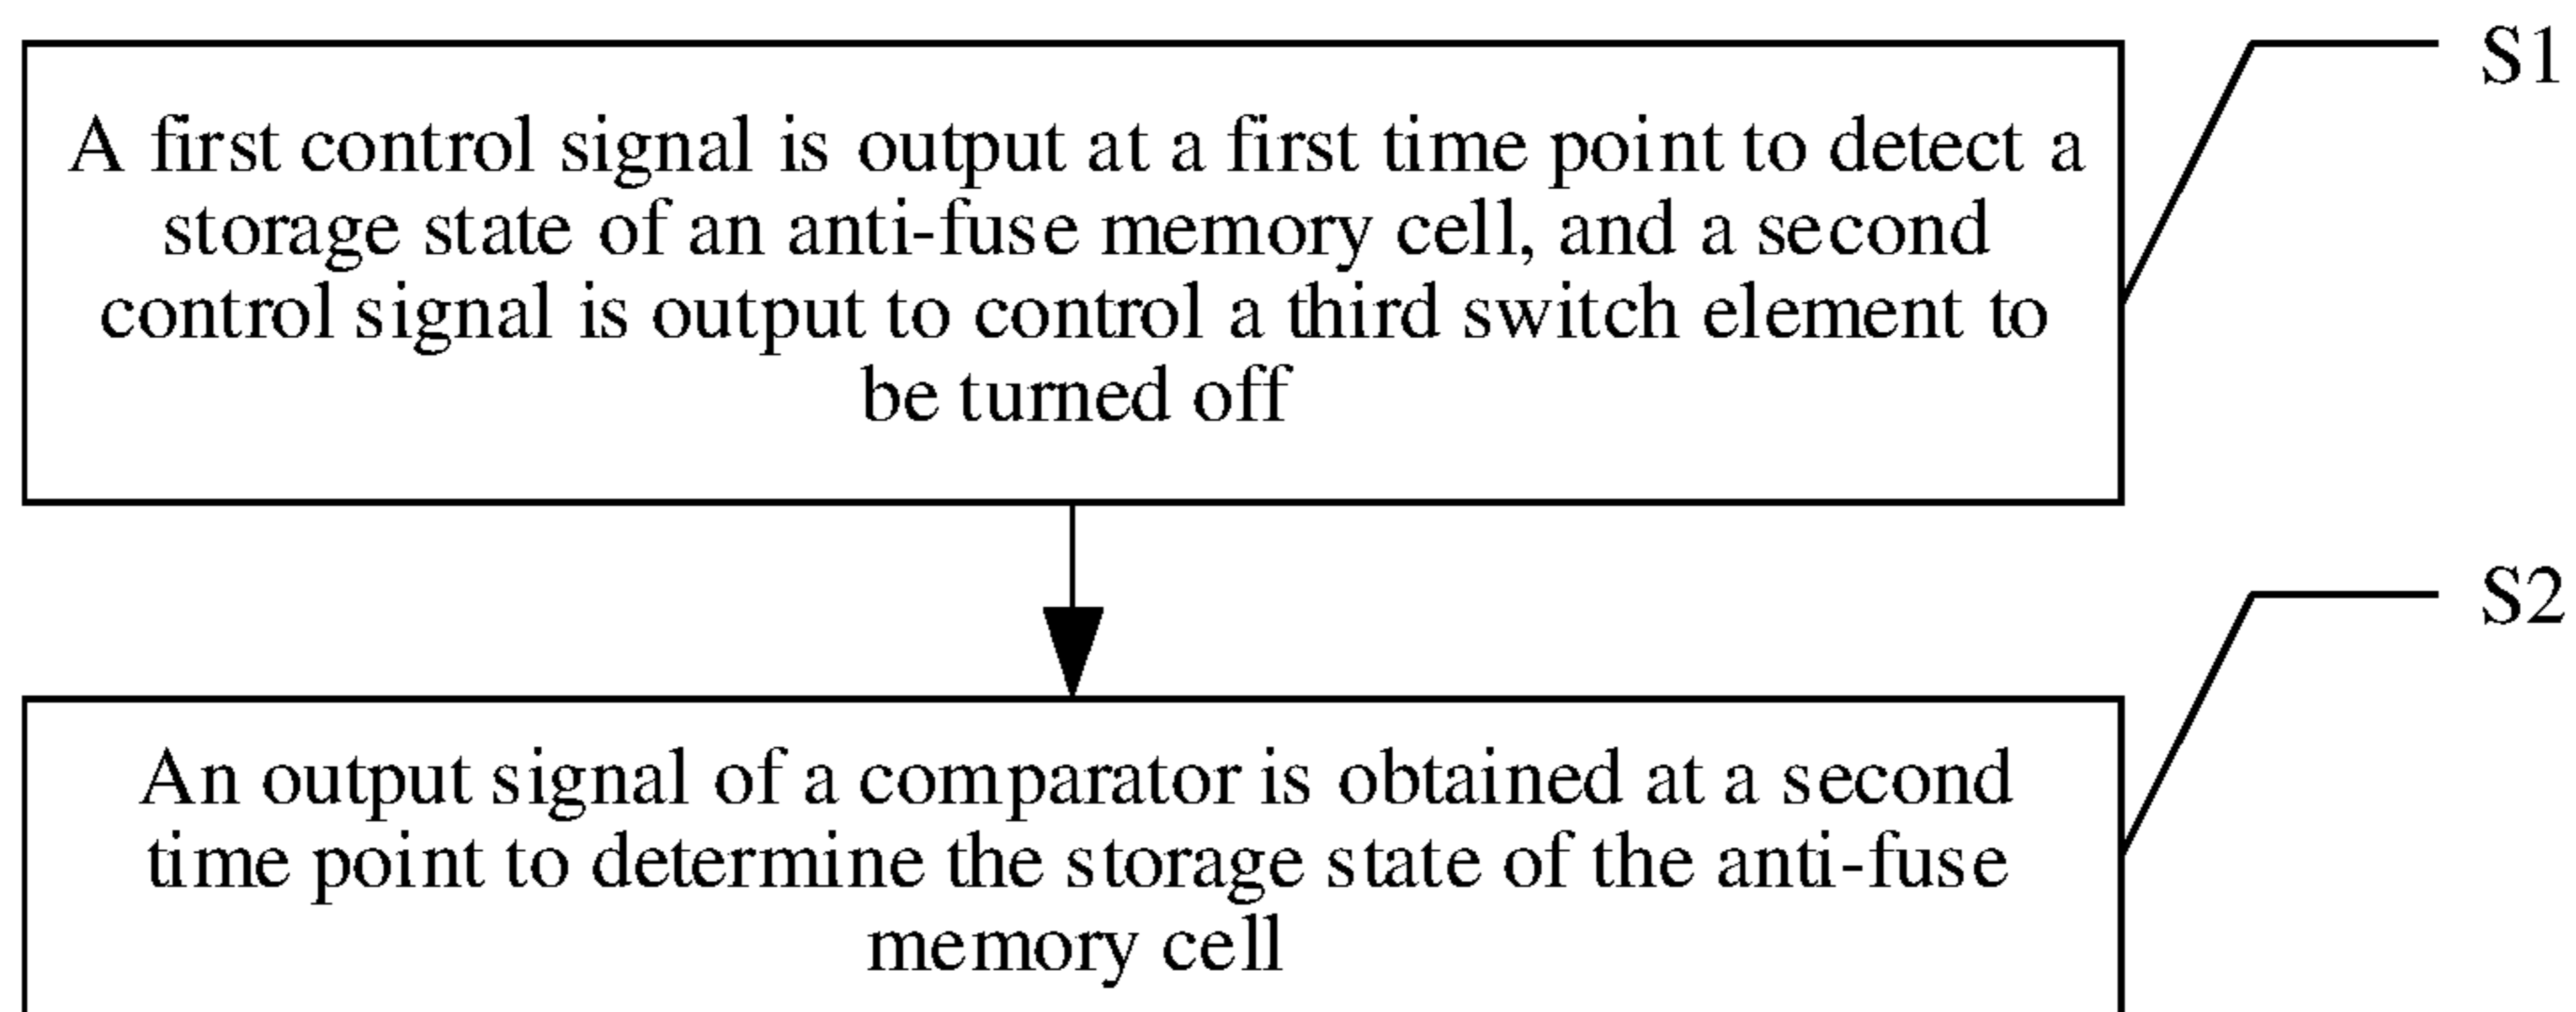 S1
A first control signal is output at a first time point to detect a
storage state of an anti-fuse memory cell, and a second
control signal is output to control a third switch element to
be turned off
S2
An output signal of a comparator is obtained at a second
time point to determine the storage state of the anti-fuse
memory cell